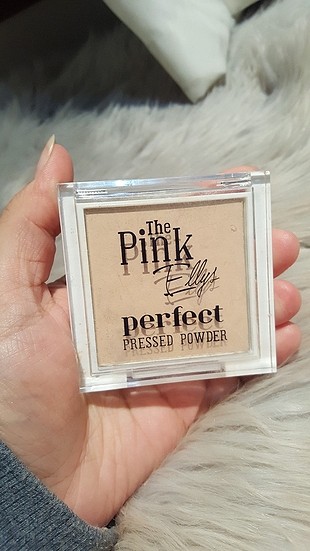 The
Pink
Ellys
perfect
PRESSED POWDER